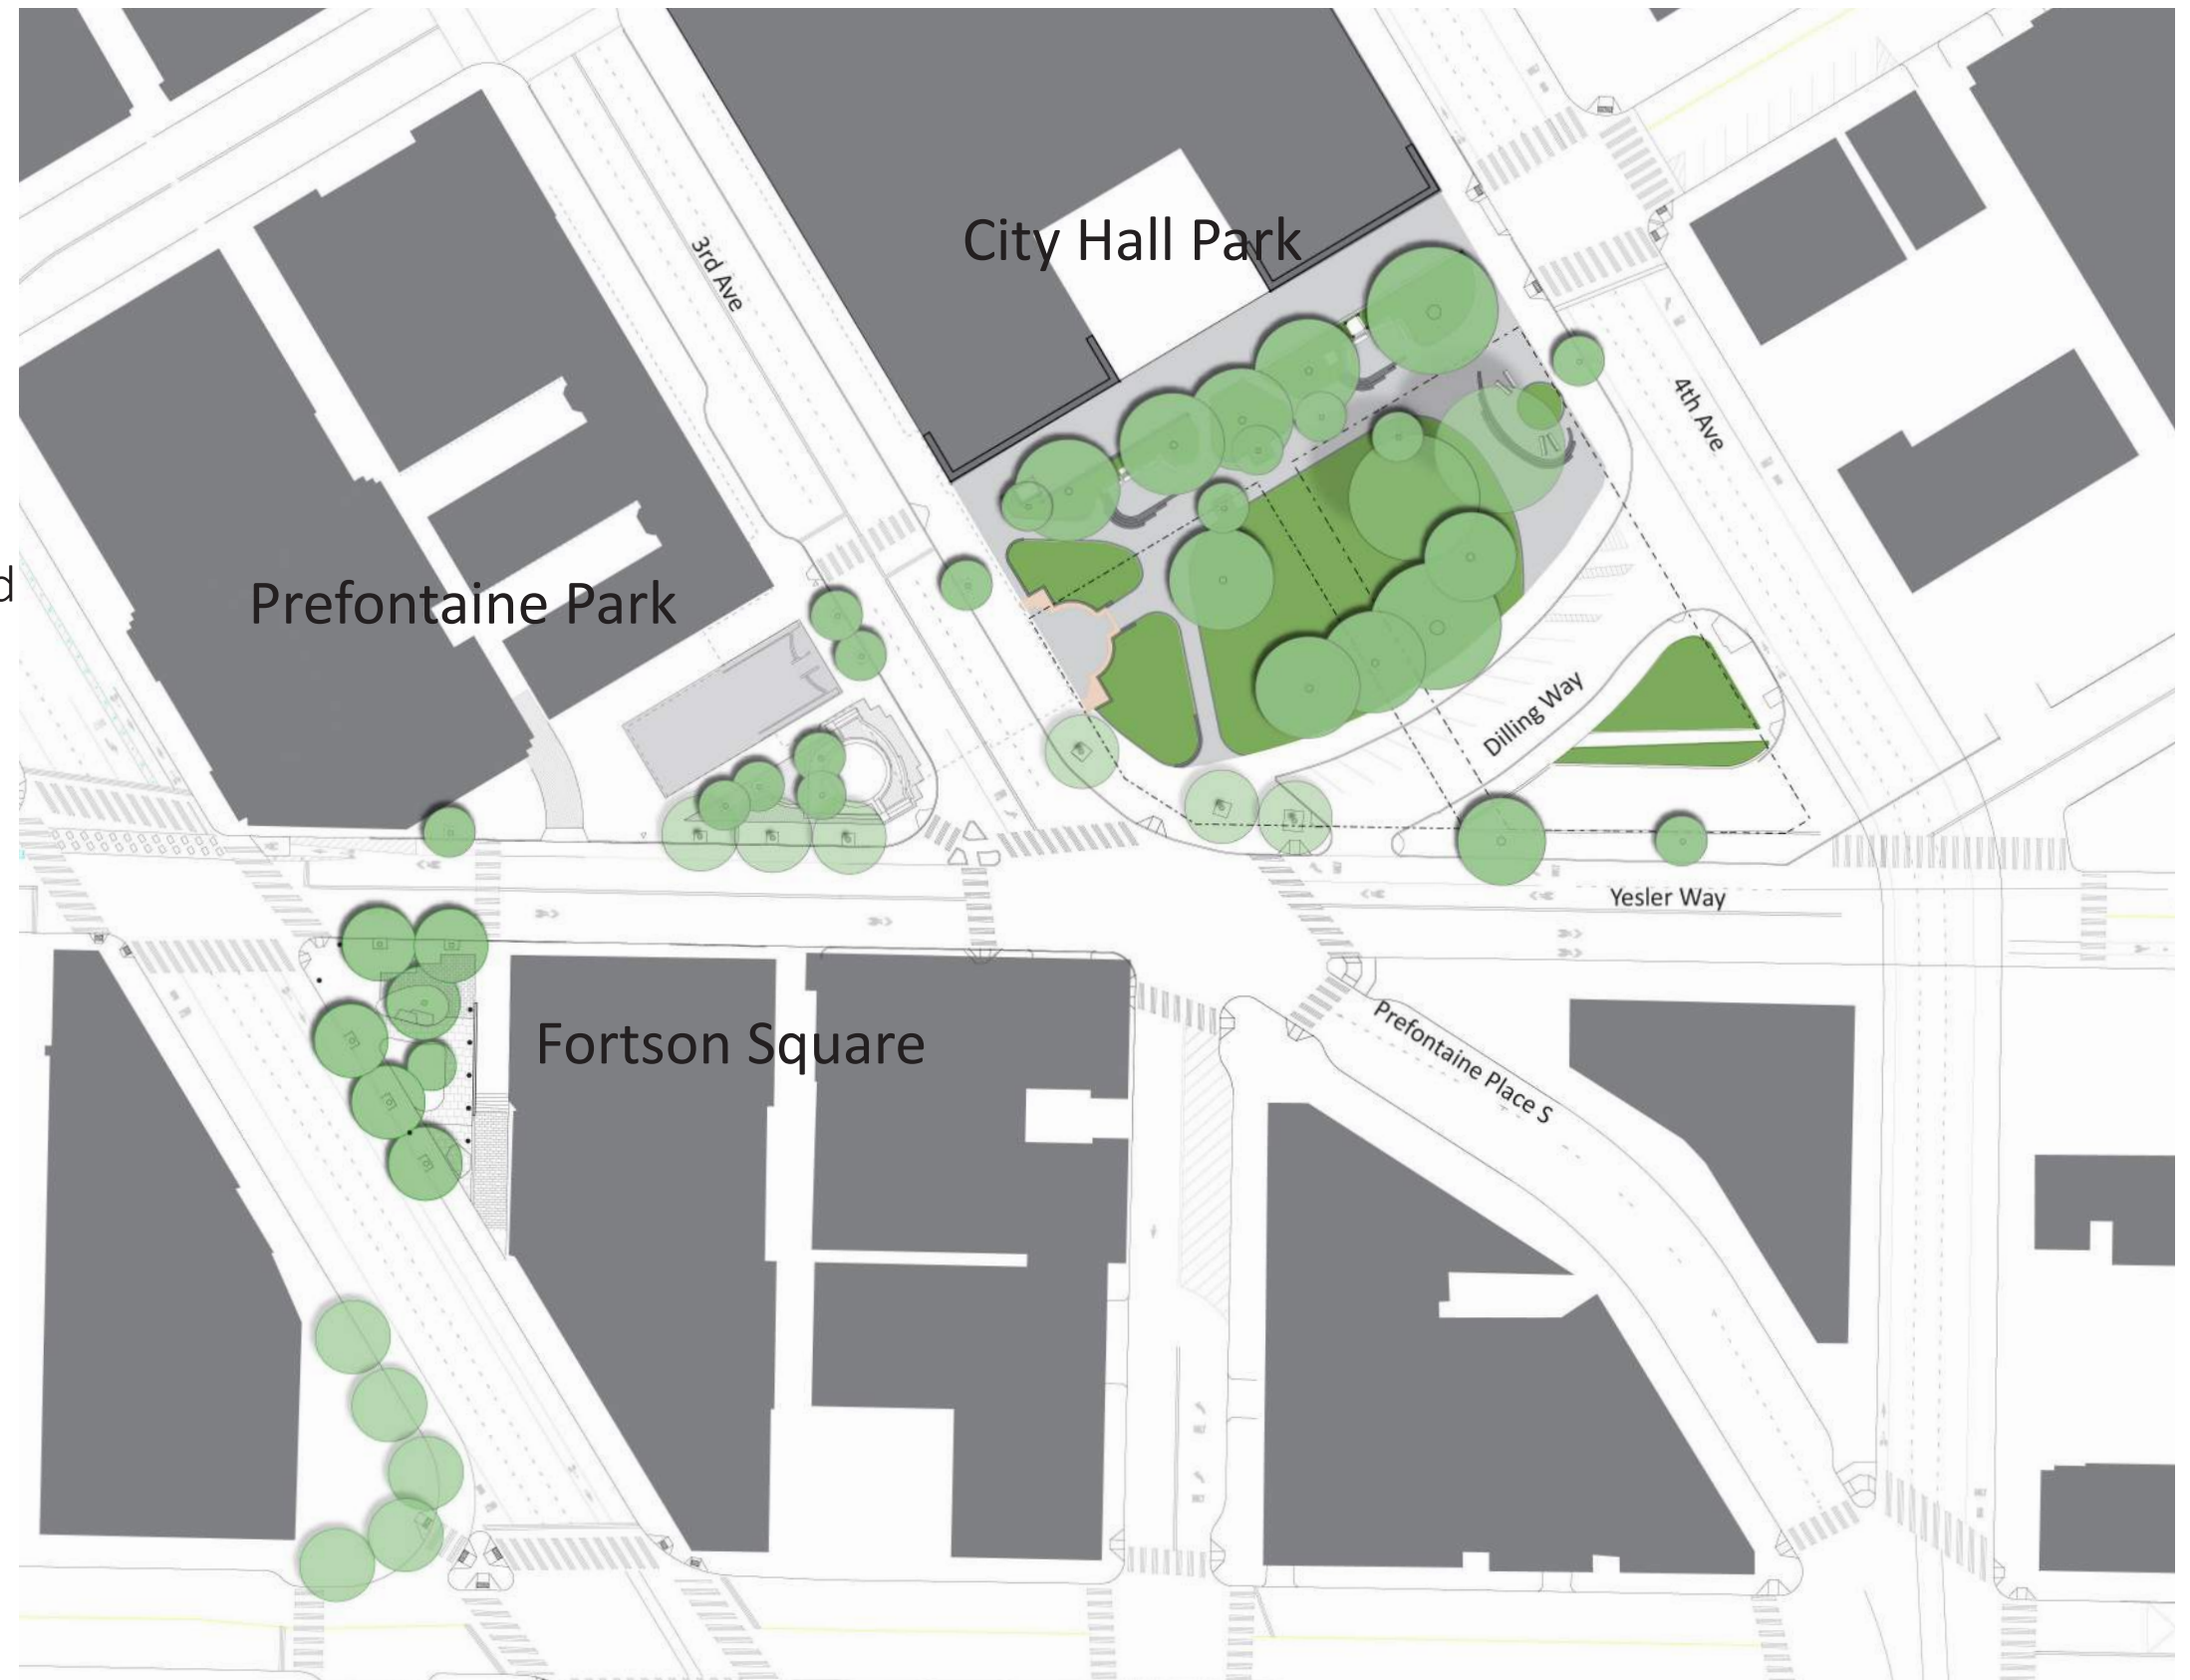 City Hall Park
3rd Ave
4th Ave
d
Prefontaine Park
Dilling Way
Yesler Way
Fortson Square
Prefontaine Place S